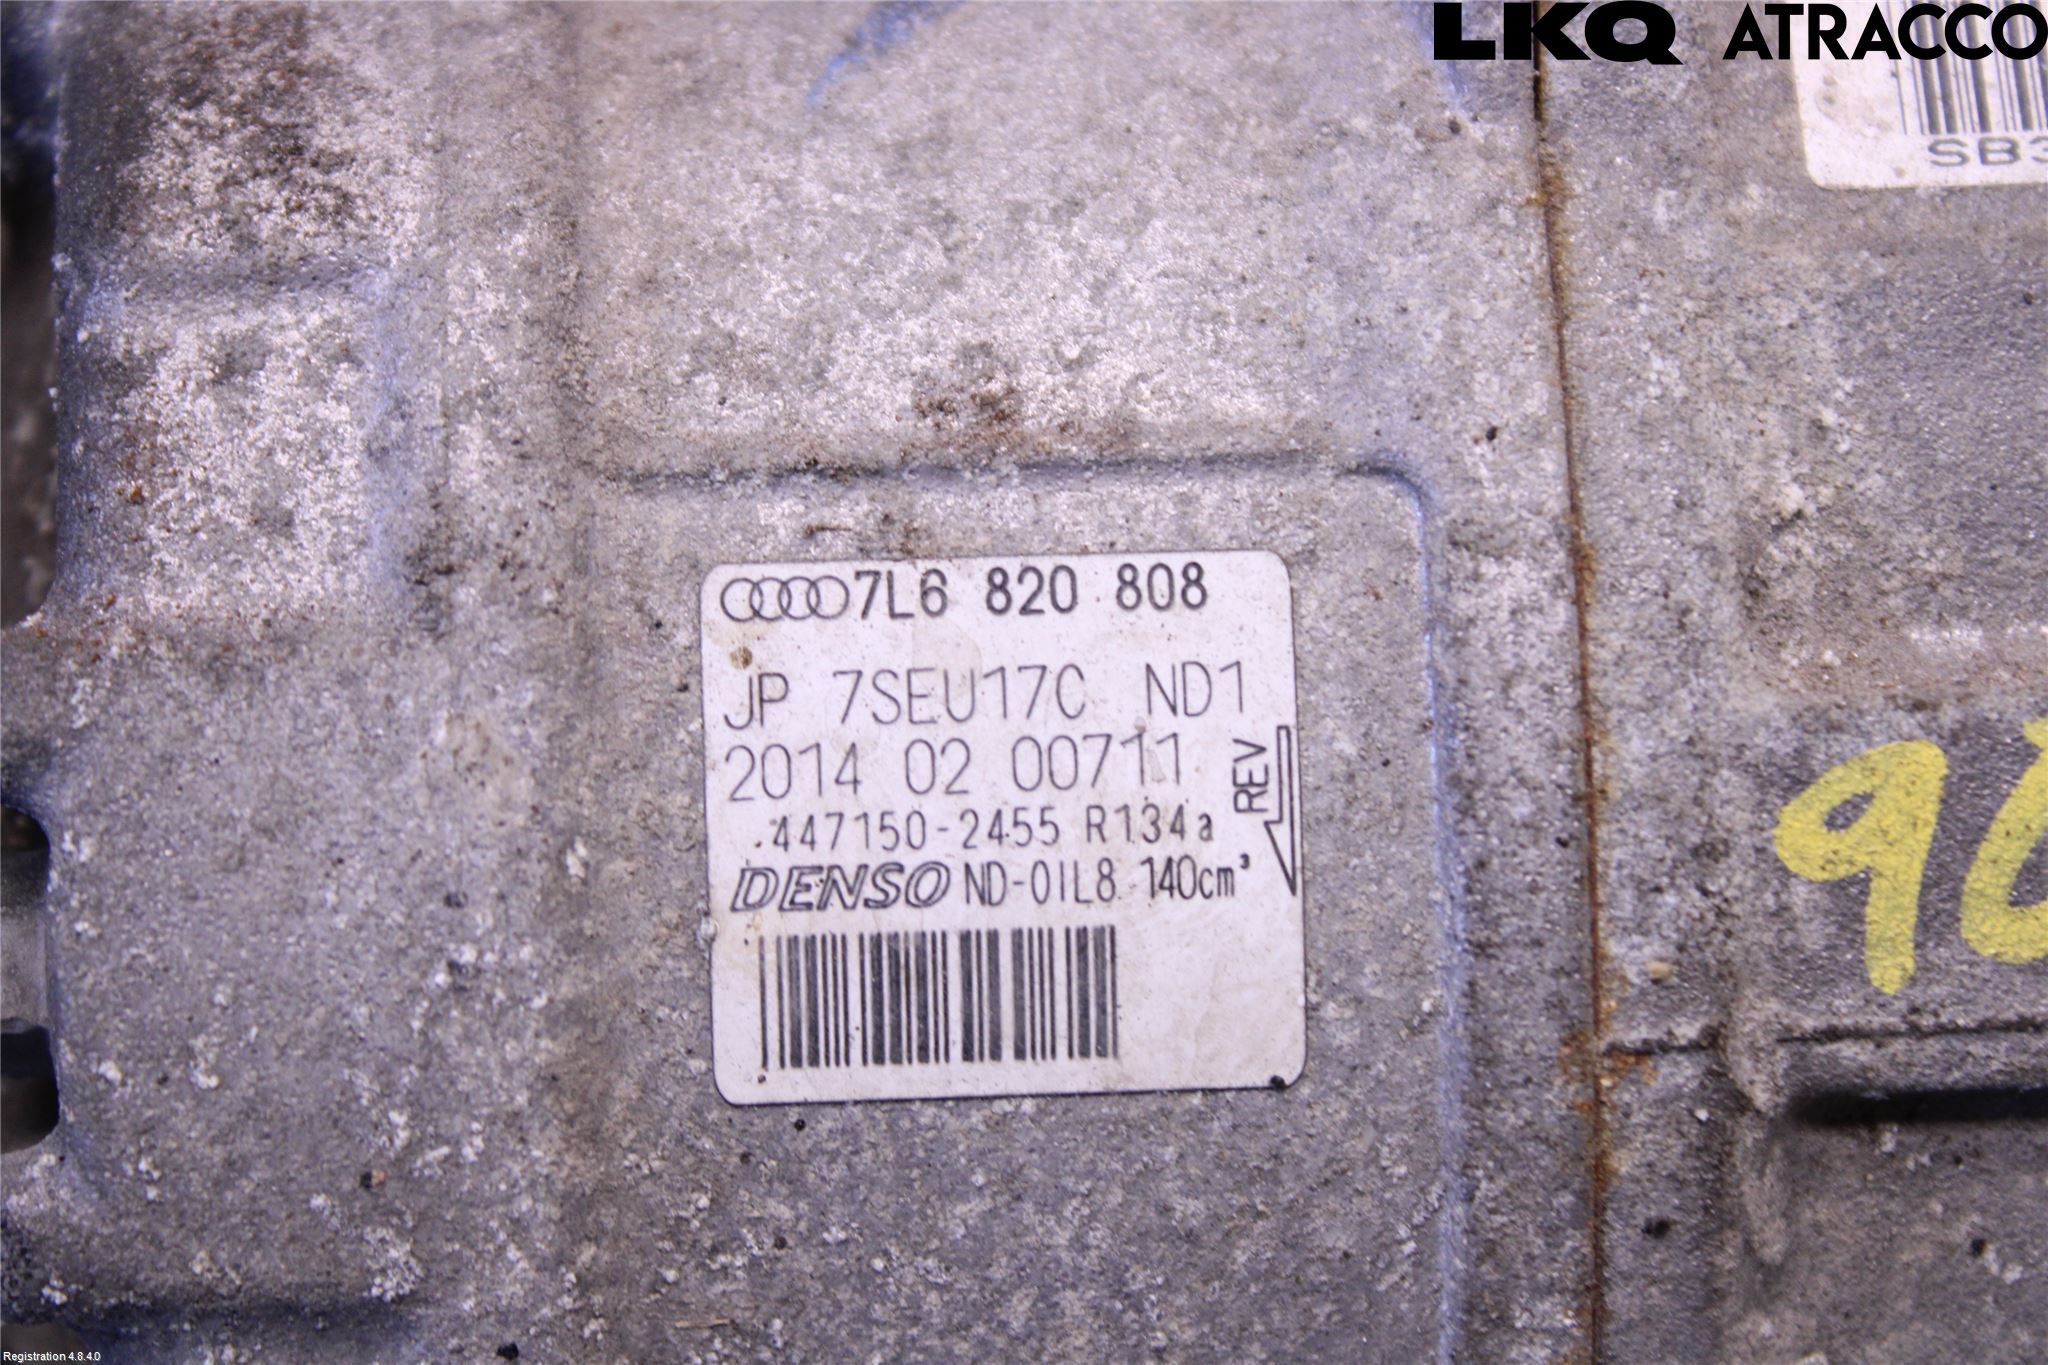 LKQ ATRACCO
SB3
7L6 820 808
JP 7SEU17C ND1
2014 02 00711
REV
447150-2455 R134a
DENSO ND-OIL8 140cm³
Registration 4.8.4.0